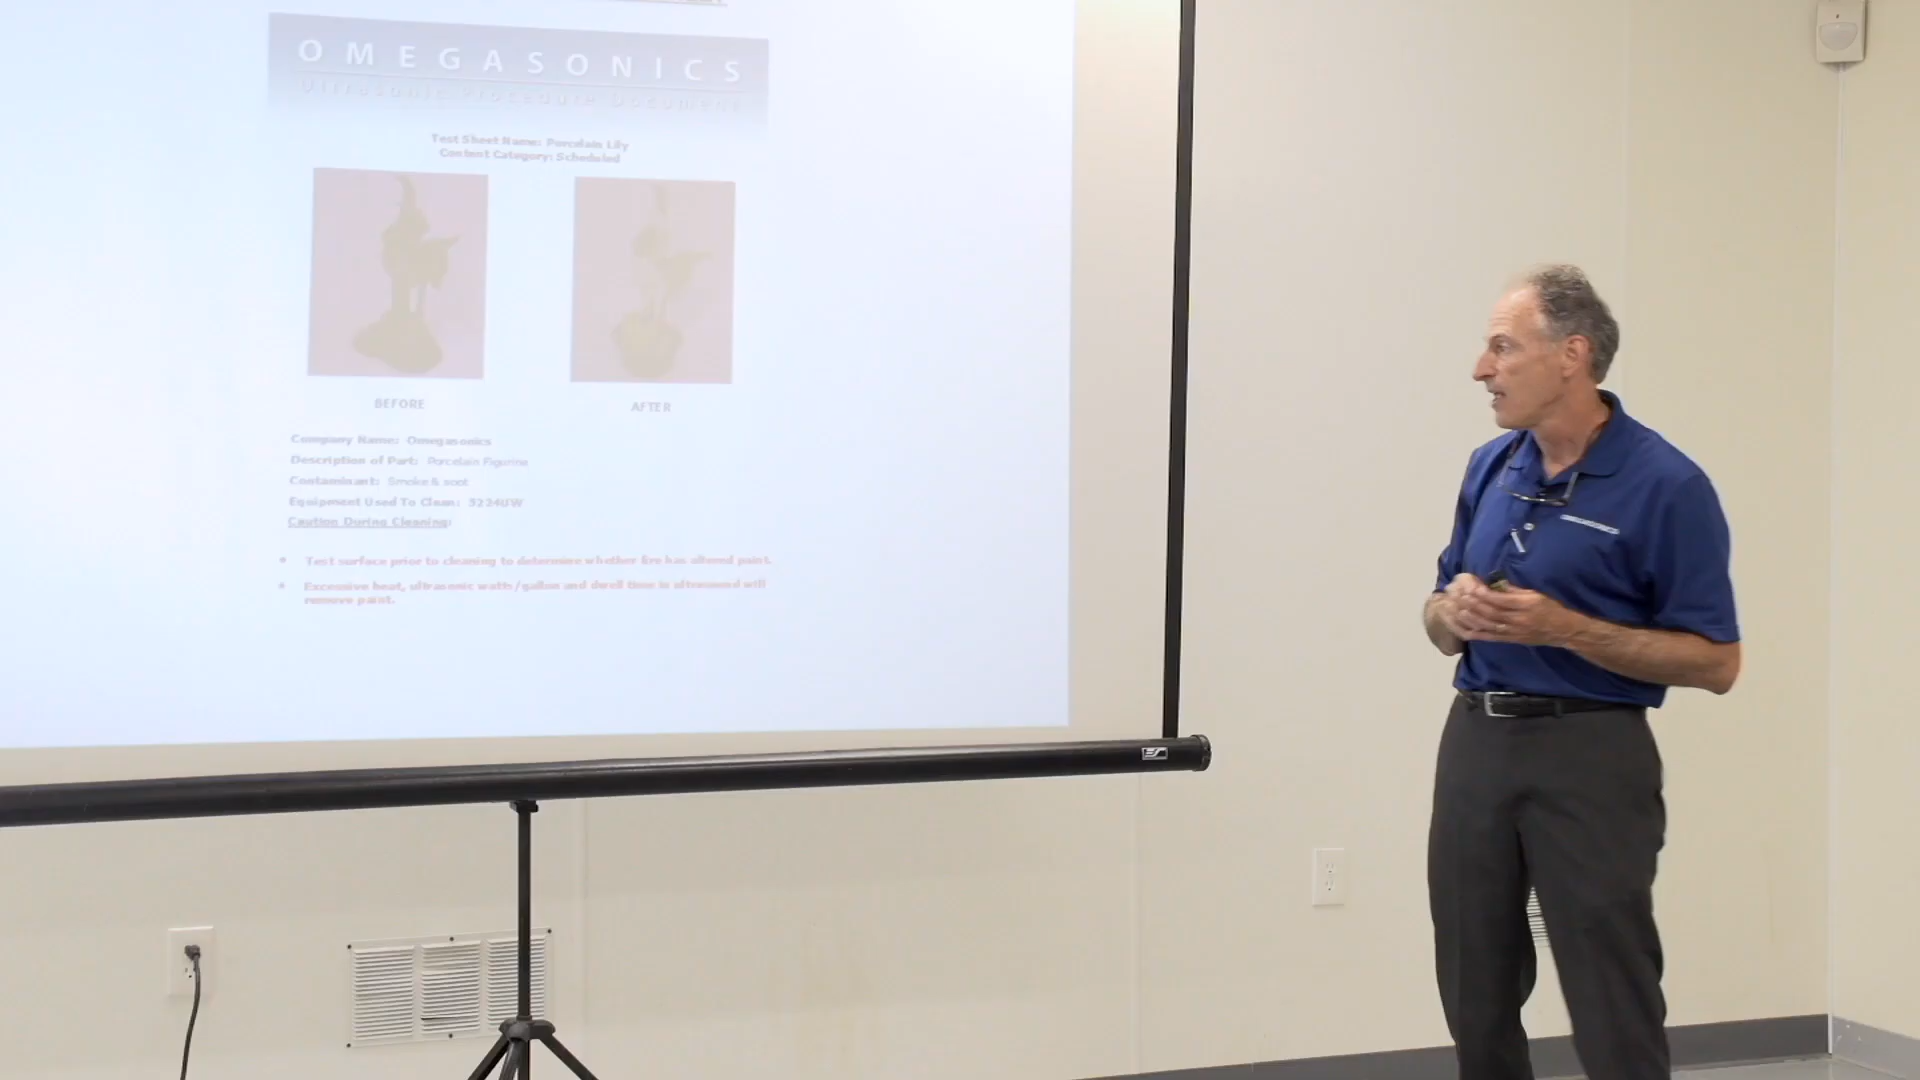 OMEGASONICS
Ultrasonic Procedure Document
Test Sheet Name: Porcelain Lily
Content Category: Scheduled
BEFORE
AFTER
Company Name: Omegasonics
Description of Part: Porcelain Figurine
Contaminant: Smoke & soot
Equipment Used To Clean: 3224UW
Caution During Cleaning:
• Test surface prior to cleaning to determine whether fire has altered paint.
• Excessive heat, ultrasonic watts/gallon and dwell time in ultrasound will
remove paint.
ES